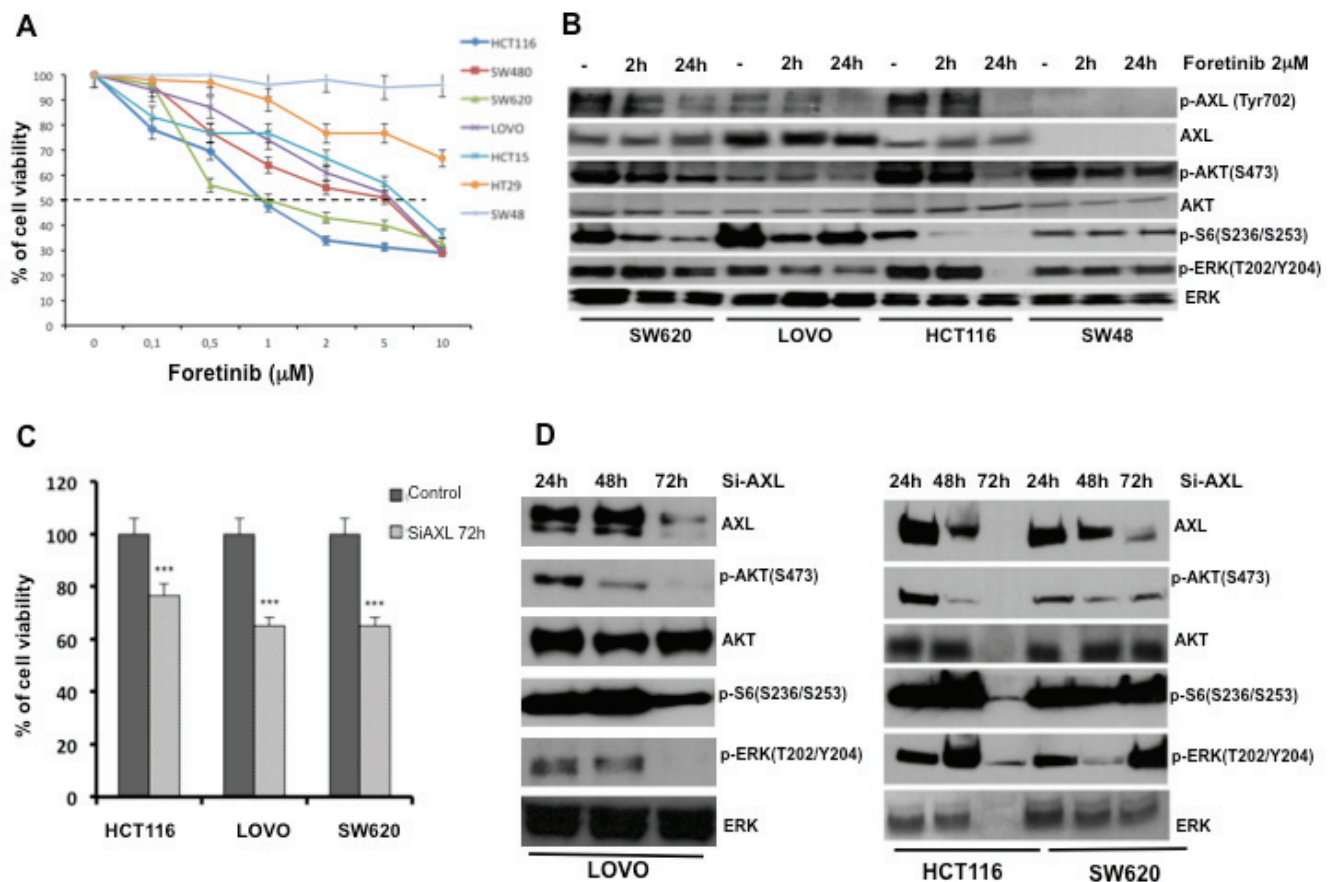 A
HCT116
SW480
SW620
LOVO
HCT15
HT29
SW48
% of cell viability
100
90
80
70
60
50
40
30
20
10
0
0 0,1 0,5 1 2 5 10
Foretinib (µM)
B
- 2h 24h - 2h 24h - 2h 24h - 2h 24h Foretinib 2µM
p-AXL (Tyr702)
AXL
p-AKT(S473)
AKT
p-S6(S236/S253)
p-ERK(T202/Y204)
ERK
SW620 LOVO HCT116 SW48
C
% of cell viability
120
100
80
60
40
20
0
Control
SiAXL 72h
*** *** ***
HCT116 LOVO SW620
D
24h 48h 72h Si-AXL
AXL
p-AKT(S473)
AKT
p-S6(S236/S253)
p-ERK(T202/Y204)
ERK
LOVO
24h 48h 72h 24h 48h 72h Si-AXL
AXL
p-AKT(S473)
AKT
p-S6(S236/S253)
p-ERK(T202/Y204)
ERK
HCT116 SW620